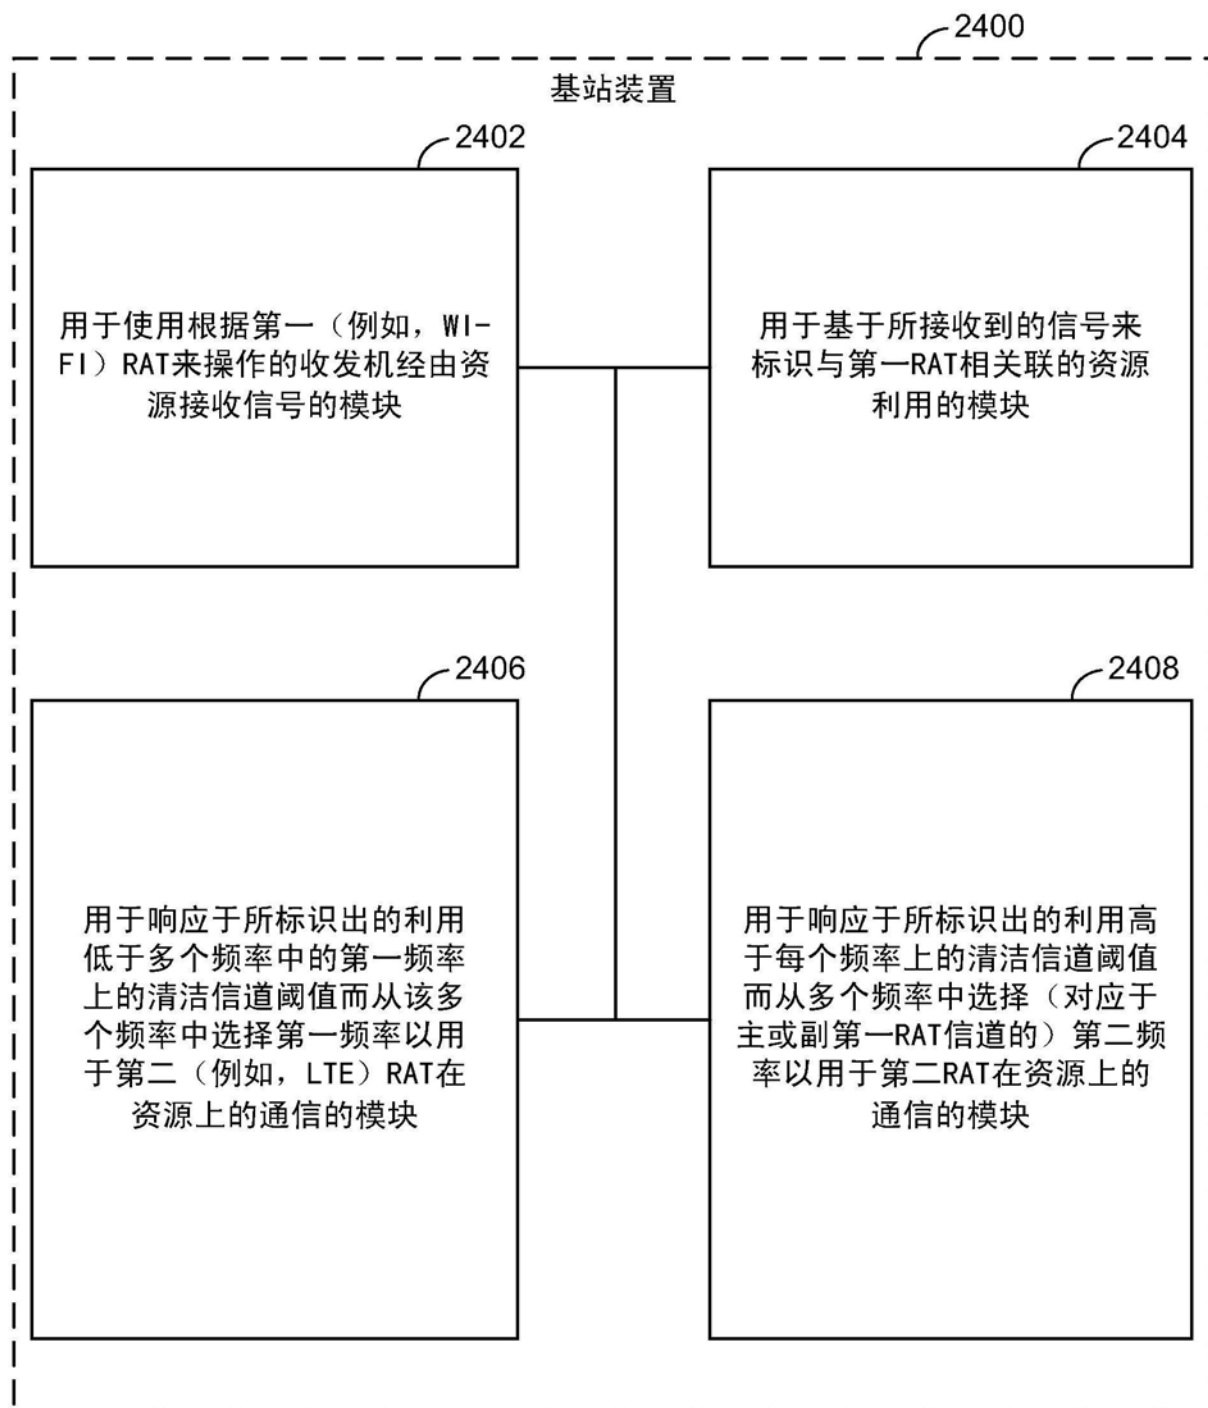 2400
基站装置
2402
用于使用根据第一（例如，WI-
FI）RAT来操作的收发机经由资
源接收信号的模块
2404
用于基于所接收到的信号来
标识与第一RAT相关联的资源
利用的模块
2406
用于响应于所标识出的利用
低于多个频率中的第一频率
上的清洁信道阈值而从该多
个频率中选择第一频率以用
于第二（例如，LTE）RAT在
资源上的通信的模块
2408
用于响应于所标识出的利用高
于每个频率上的清洁信道阈值
而从多个频率中选择（对应于
主或副第一RAT信道的）第二频
率以用于第二RAT在资源上的
通信的模块